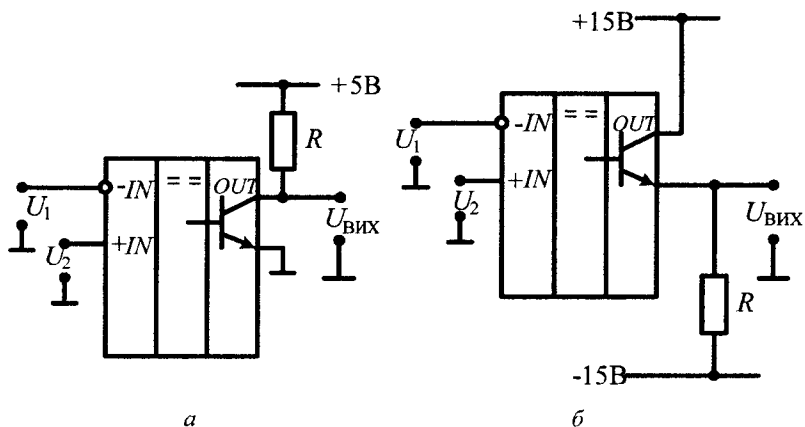 +5В
R
-IN
= =
OUT
U1
+IN
U2
Uвих
а
+15В
-IN
= =
OUT
U1
+IN
U2
Uвих
R
-15В
б